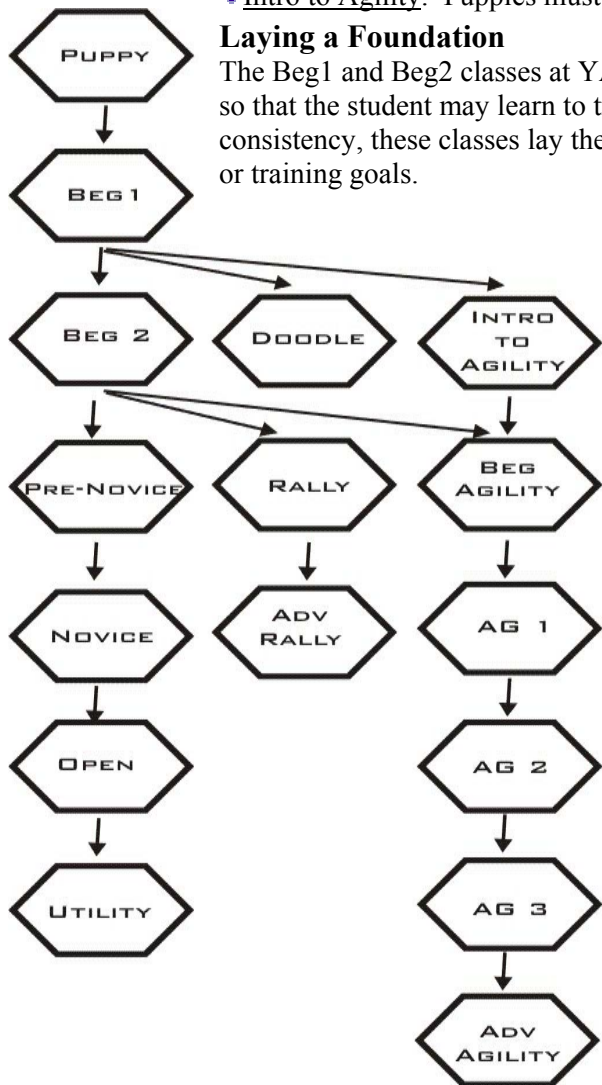 Intro to Agility: Puppies must
Laying a Foundation
The Beg1 and Beg2 classes at
so that the student may learn to
consistency, these classes lay the
or training goals.
PUPPY
BEG 1
BEG 2
DOODLE
INTRO
TO
AGILITY
PRE-NOVICE
RALLY
BEG
AGILITY
NOVICE
ADV
RALLY
AG 1
OPEN
AG 2
UTILITY
AG 3
ADV
AGILITY